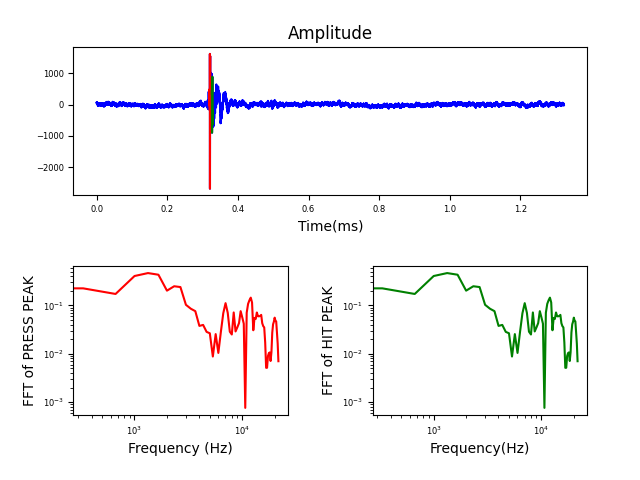 Amplitude
1000
0
−1000
−2000
0.0 0.2 0.4 0.6 0.8 1.0 1.2
Time(ms)
FFT of PRESS PEAK
10⁻¹
10⁻²
10⁻³
10³ 10⁴
Frequency (Hz)
FFT of HIT PEAK
10⁻¹
10⁻²
10⁻³
10³ 10⁴
Frequency(Hz)